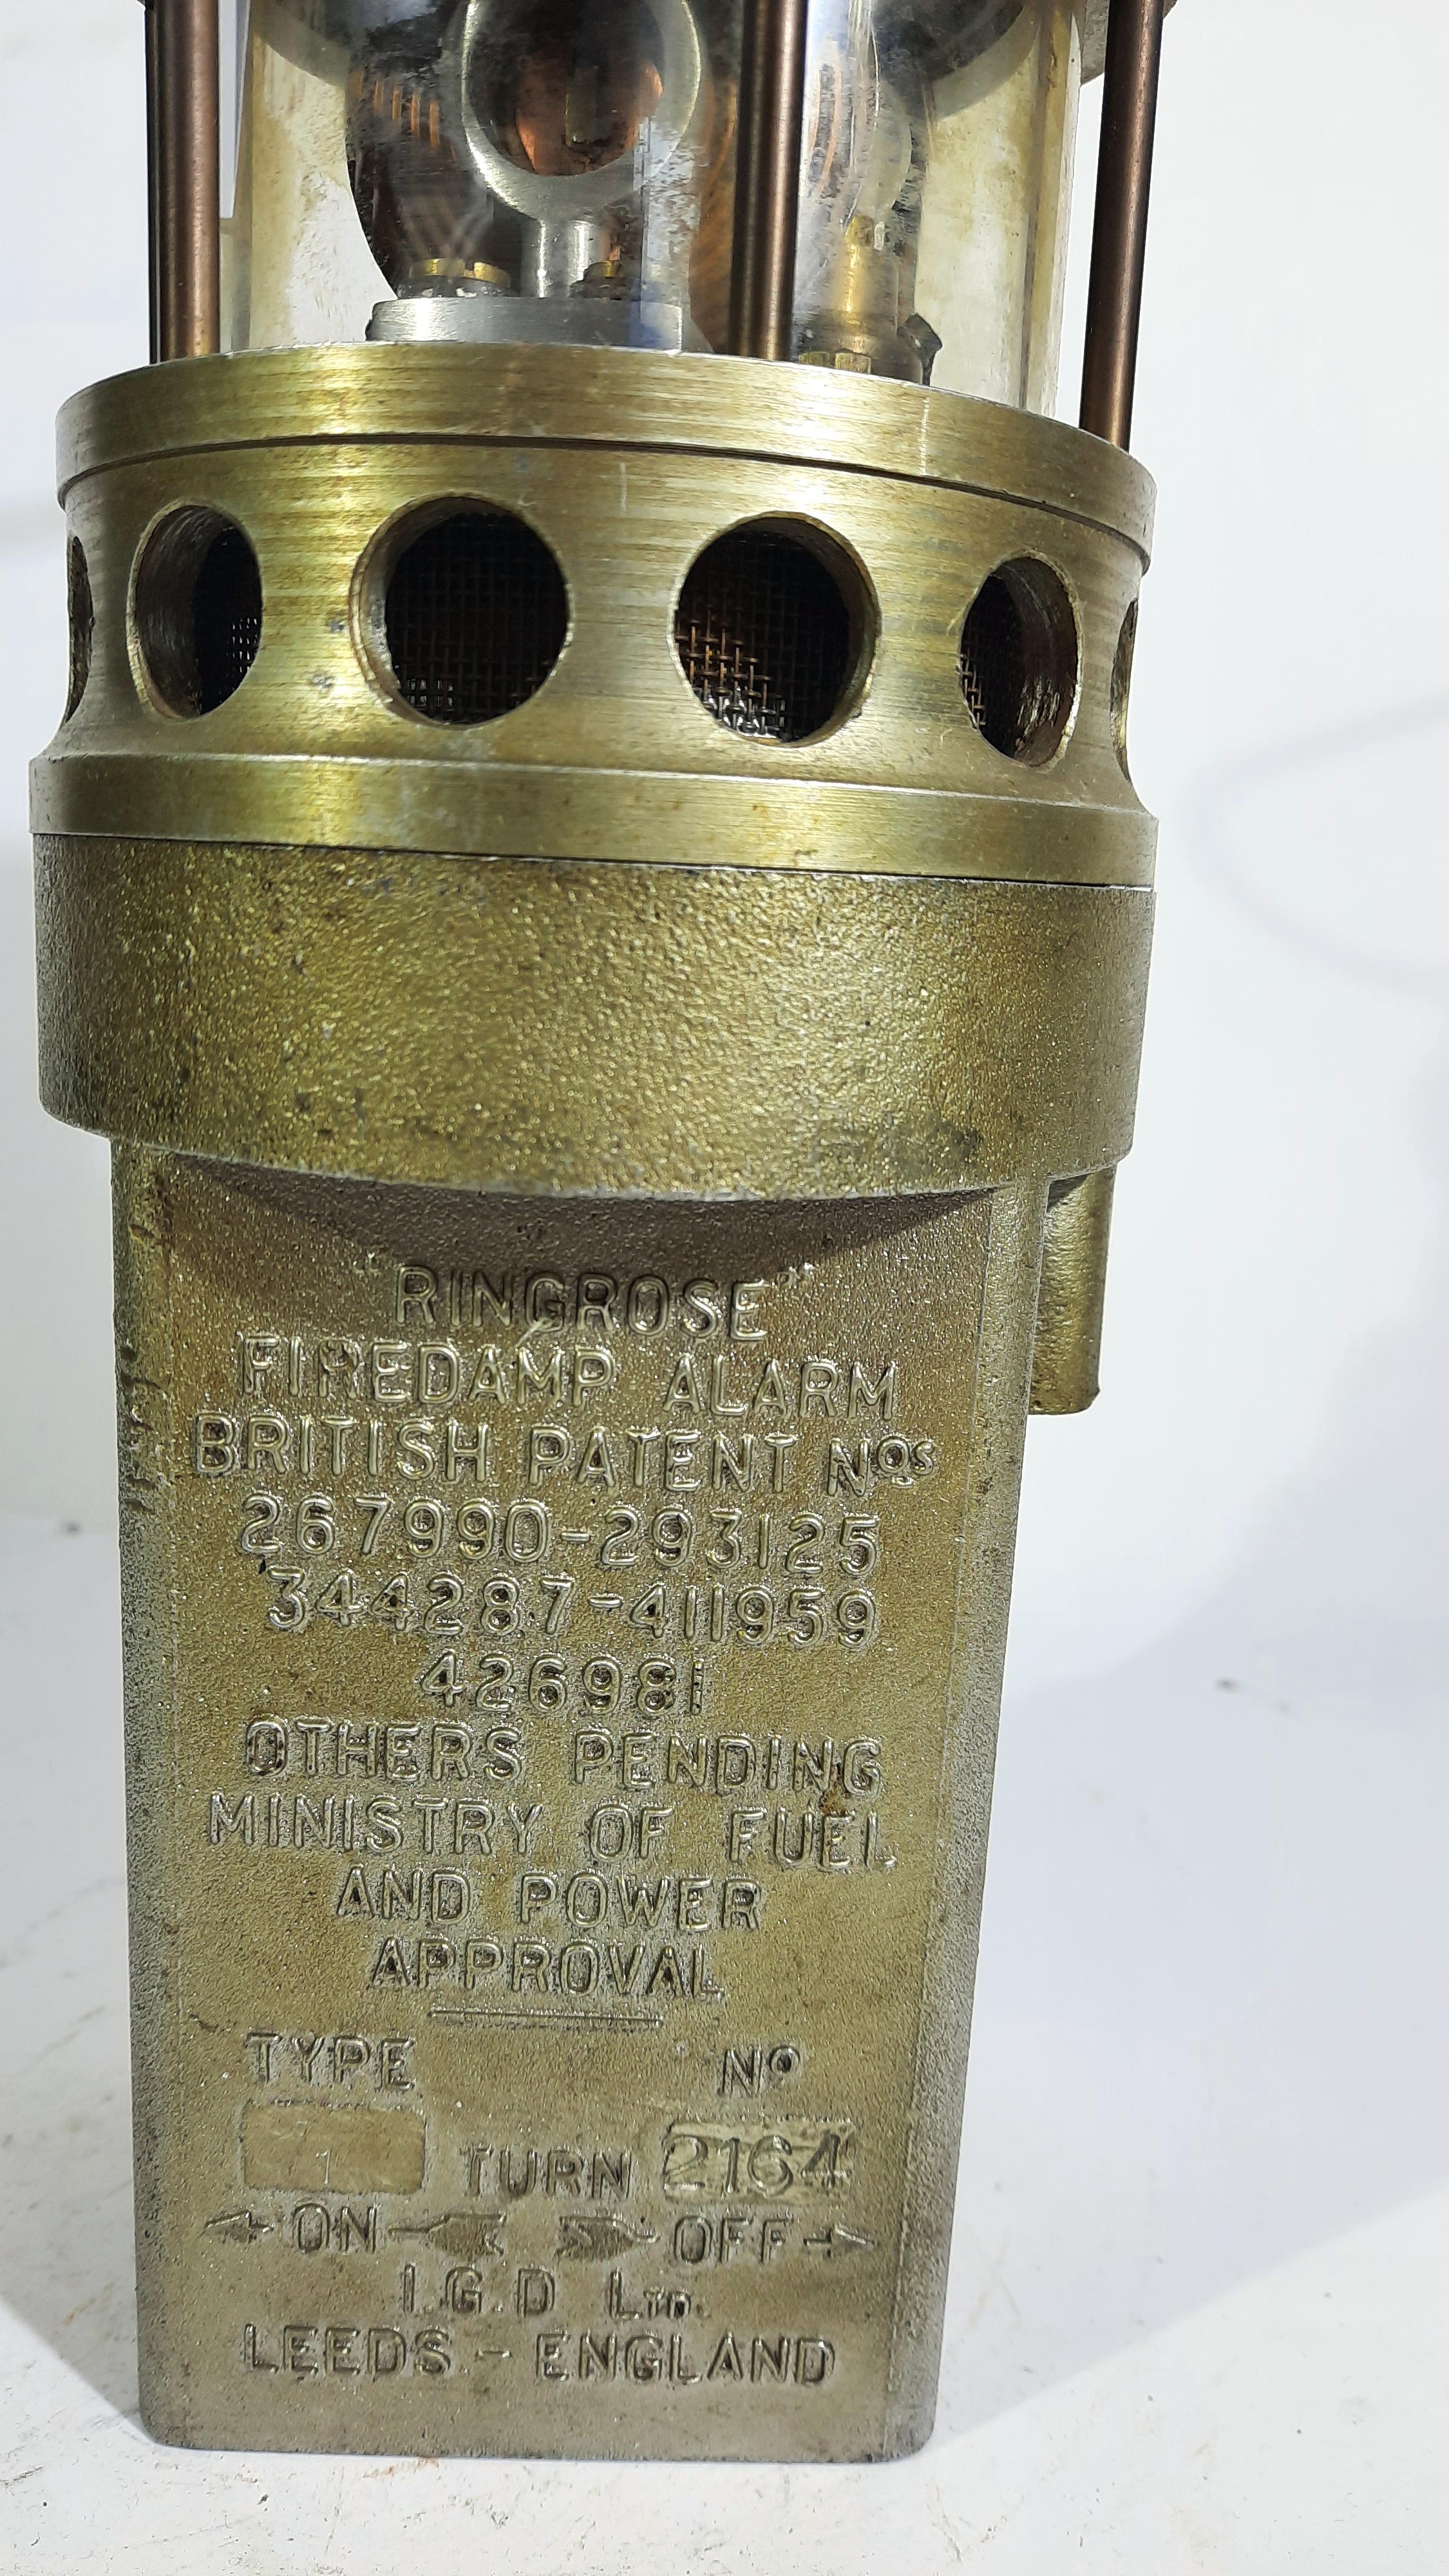 "RINGROSE"
FIREDAMP ALARM
BRITISH PATENT Nos
267990-293125
344287-411959
426981
OTHERS PENDING
MINISTRY OF FUEL
AND POWER
APPROVAL
TYPE No
1 TURN 2164
ON OFF
I.G.D LTD.
LEEDS - ENGLAND